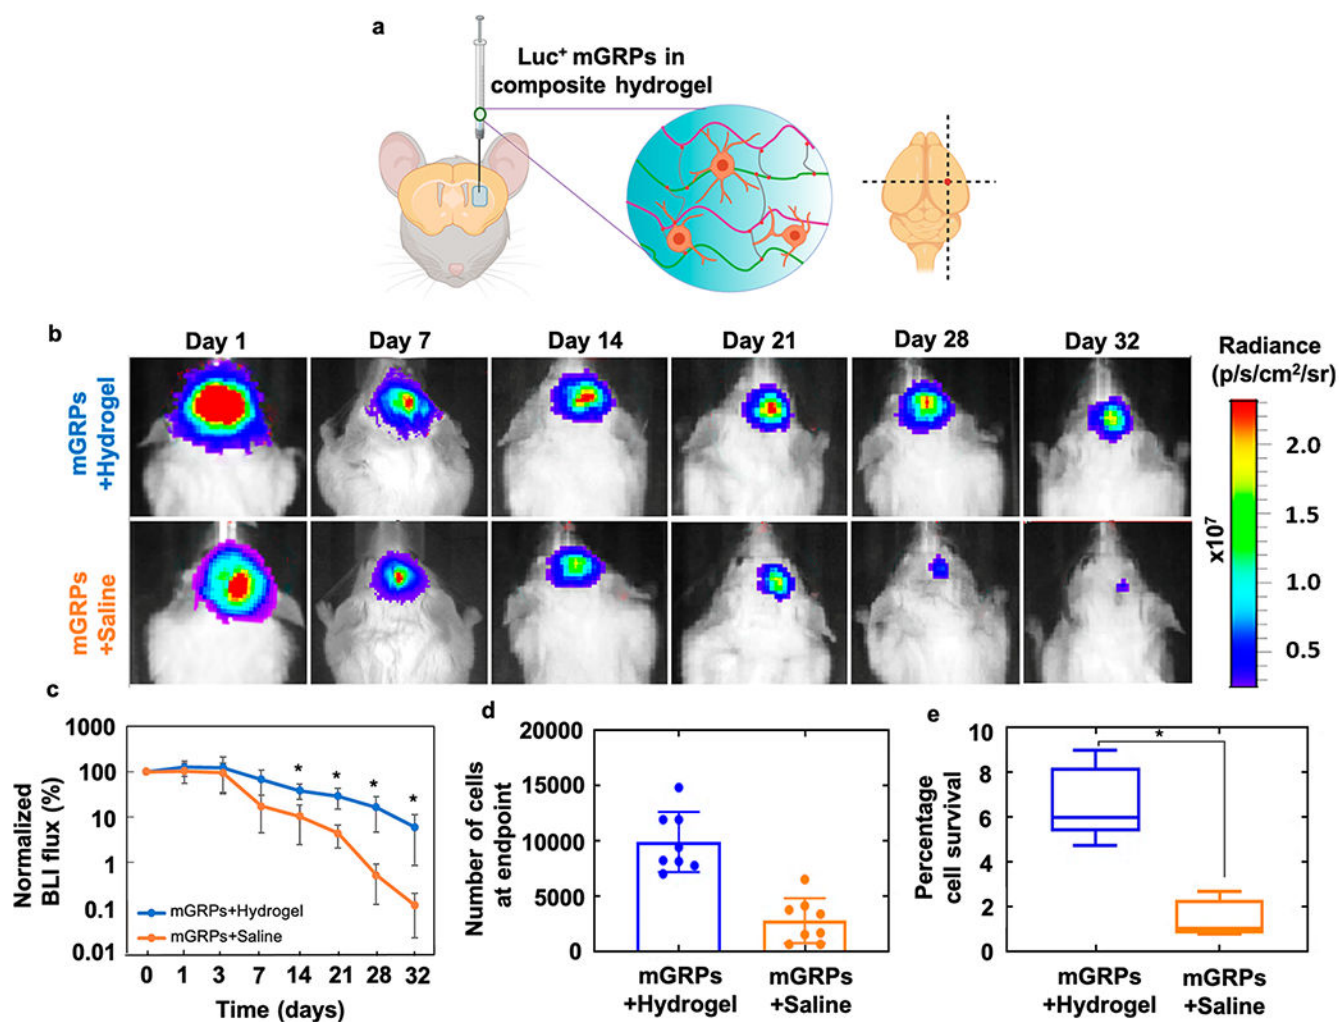 a
Luc⁺ mGRPs in
composite hydrogel
b
Day 1
Day 7
Day 14
Day 21
Day 28
Day 32
Radiance
(p/s/cm²/sr)
mGRPs
+Hydrogel
mGRPs
+Saline
2.0
1.5
1.0
0.5
x10⁷
c
1000
100
10
1
0.1
0.01
Normalized
BLI flux (%)
* * * *
mGRPs+Hydrogel
mGRPs+Saline
0 1 3 7 14 21 28 32
Time (days)
d
20000
15000
10000
5000
0
Number of cells
at endpoint
mGRPs
+Hydrogel
mGRPs
+Saline
e
10
8
6
4
2
0
Percentage
cell survival
*
mGRPs
+Hydrogel
mGRPs
+Saline